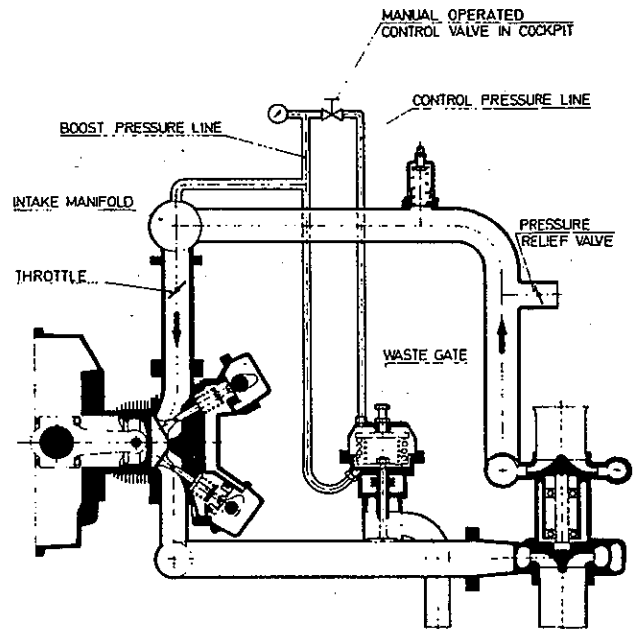 MANUAL OPERATED
CONTROL VALVE IN COCKPIT
CONTROL PRESSURE LINE
BOOST PRESSURE LINE
INTAKE MANIFOLD
PRESSURE
RELIEF VALVE
THROTTLE
WASTE GATE